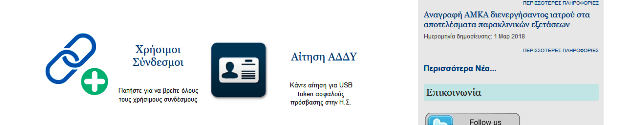 Χρήσιμοι
Σύνδεσμοι
Πατήστε για να βρείτε όλους
τους χρήσιμους συνδέσμους
Αίτηση ΑΔΔΥ
Κάντε αίτηση για USB
token ασφαλούς
πρόσβασης στην Η.Σ.
ΠΕΡΙΣΣΟΤΕΡΕΣ ΠΛΗΡΟΦΟΡΙΕΣ
Αναγραφή ΑΜΚΑ διενεργήσαντος ιατρού στα
αποτελέσματα παρακλινικών εξετάσεων
Ημερομηνία δημοσίευσης: 1 Μαρ 2018
ΠΕΡΙΣΣΟΤΕΡΕΣ ΠΛΗΡΟΦΟΡΙΕΣ
Περισσότερα Νέα...
Επικοινωνία
Follow us